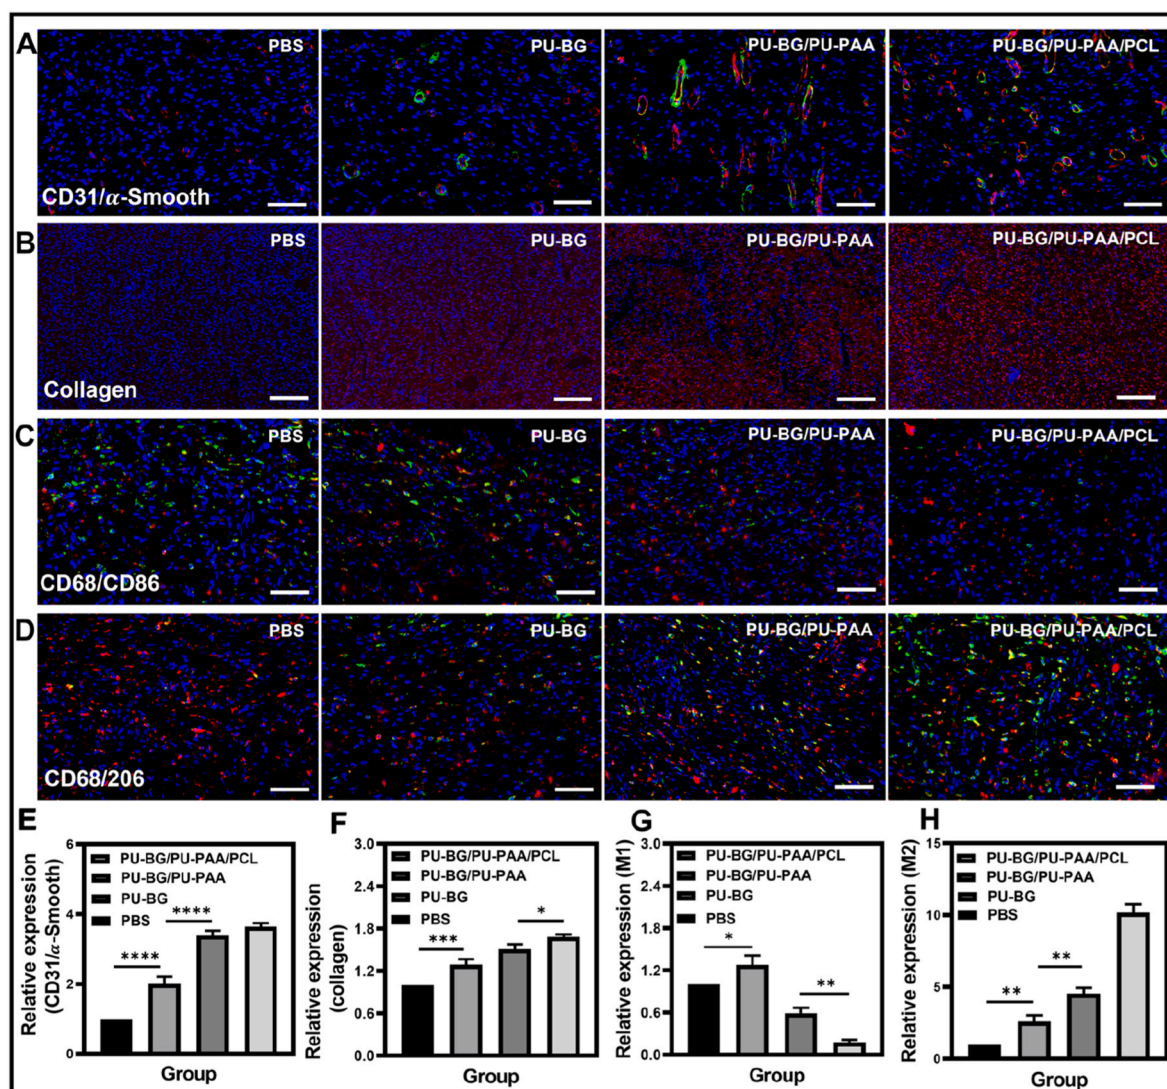 A
PBS
PU-BG
PU-BG/PU-PAA
PU-BG/PU-PAA/PCL
CD31/α-Smooth
B
PBS
PU-BG
PU-BG/PU-PAA
PU-BG/PU-PAA/PCL
Collagen
C
PBS
PU-BG
PU-BG/PU-PAA
PU-BG/PU-PAA/PCL
CD68/CD86
D
PBS
PU-BG
PU-BG/PU-PAA
PU-BG/PU-PAA/PCL
CD68/206
E
Relative expression
(CD31/α-Smooth)
6
4
2
0
PU-BG/PU-PAA/PCL
PU-BG/PU-PAA
PU-BG
PBS
****
****
Group
F
Relative expression
(collagen)
3.0
2.4
1.8
1.2
0.6
0.0
PU-BG/PU-PAA/PCL
PU-BG/PU-PAA
PU-BG
PBS
***
*
Group
G
Relative expression (M1)
3.0
2.4
1.8
1.2
0.6
0.0
PU-BG/PU-PAA/PCL
PU-BG/PU-PAA
PU-BG
PBS
*
**
Group
H
Relative expression (M2)
15
10
5
0
PU-BG/PU-PAA/PCL
PU-BG/PU-PAA
PU-BG
PBS
**
**
Group